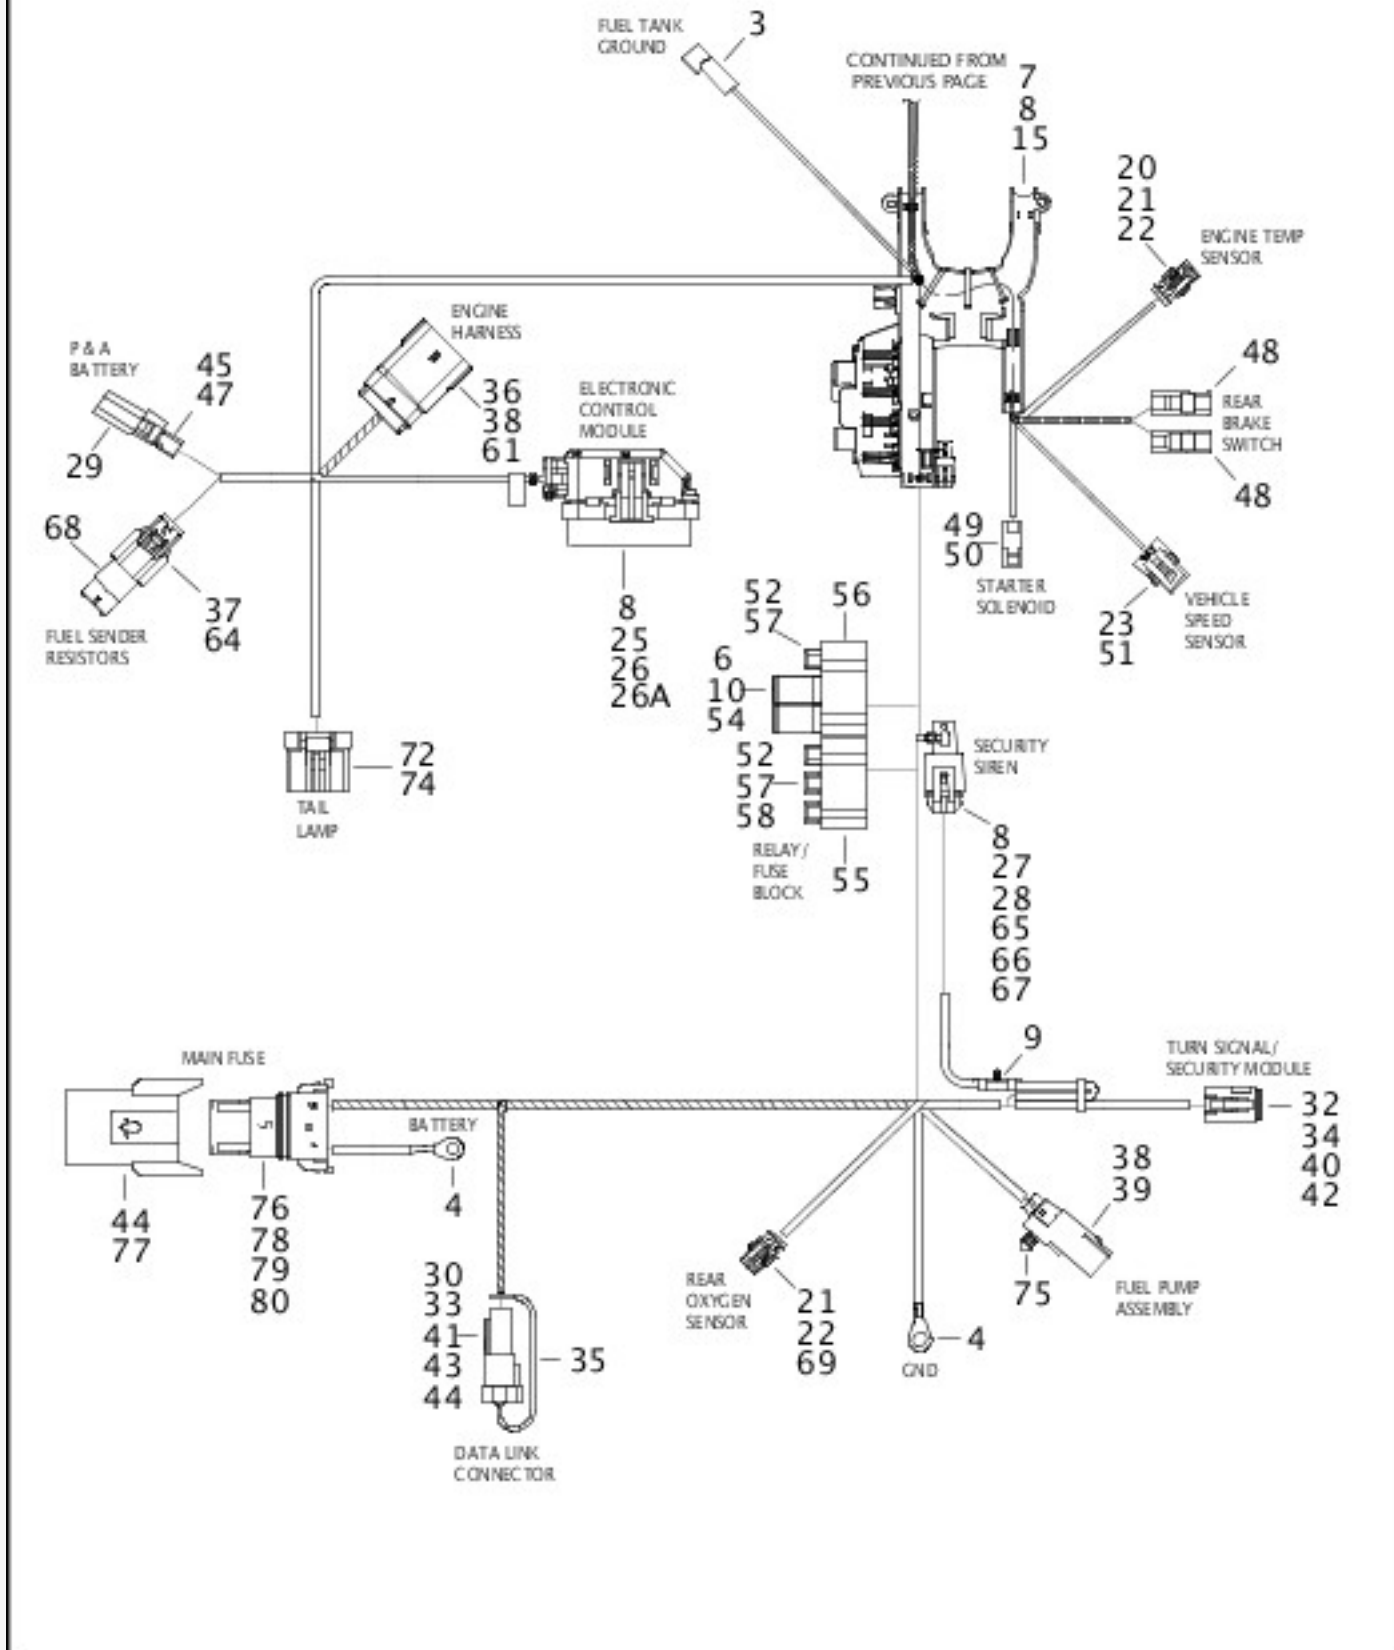 FUEL TANK
GROUND
3
CONTINUED FROM
PREVIOUS PAGE
7
8
15
20
21
22
ENGINE TEMP
SENSOR
ENGINE
HARNESS
P & A
BATTERY
45
47
29
36
38
61
ELECTRONIC
CONTROL
MODULE
48
REAR
BRAKE
SWITCH
48
68
37
64
FUEL SENDER
RESISTORS
8
25
26
26A
49
50
STARTER
SOLENOID
23
51
VEHICLE
SPEED
SENSOR
52
57
56
6
10
54
52
57
58
RELAY/
FUSE
BLOCK
55
72
74
TAIL
LAMP
SECURITY
SIREN
8
27
28
65
66
67
9
MAIN FUSE
TURN SIGNAL/
SECURITY MODULE
32
34
40
42
5
BATTERY
4
44
77
76
78
79
80
38
39
75
FUEL PUMP
ASSEMBLY
30
33
41
43
44
35
REAR
OXYGEN
SENSOR
21
22
69
4
GND
DATA LINK
CONNECTOR